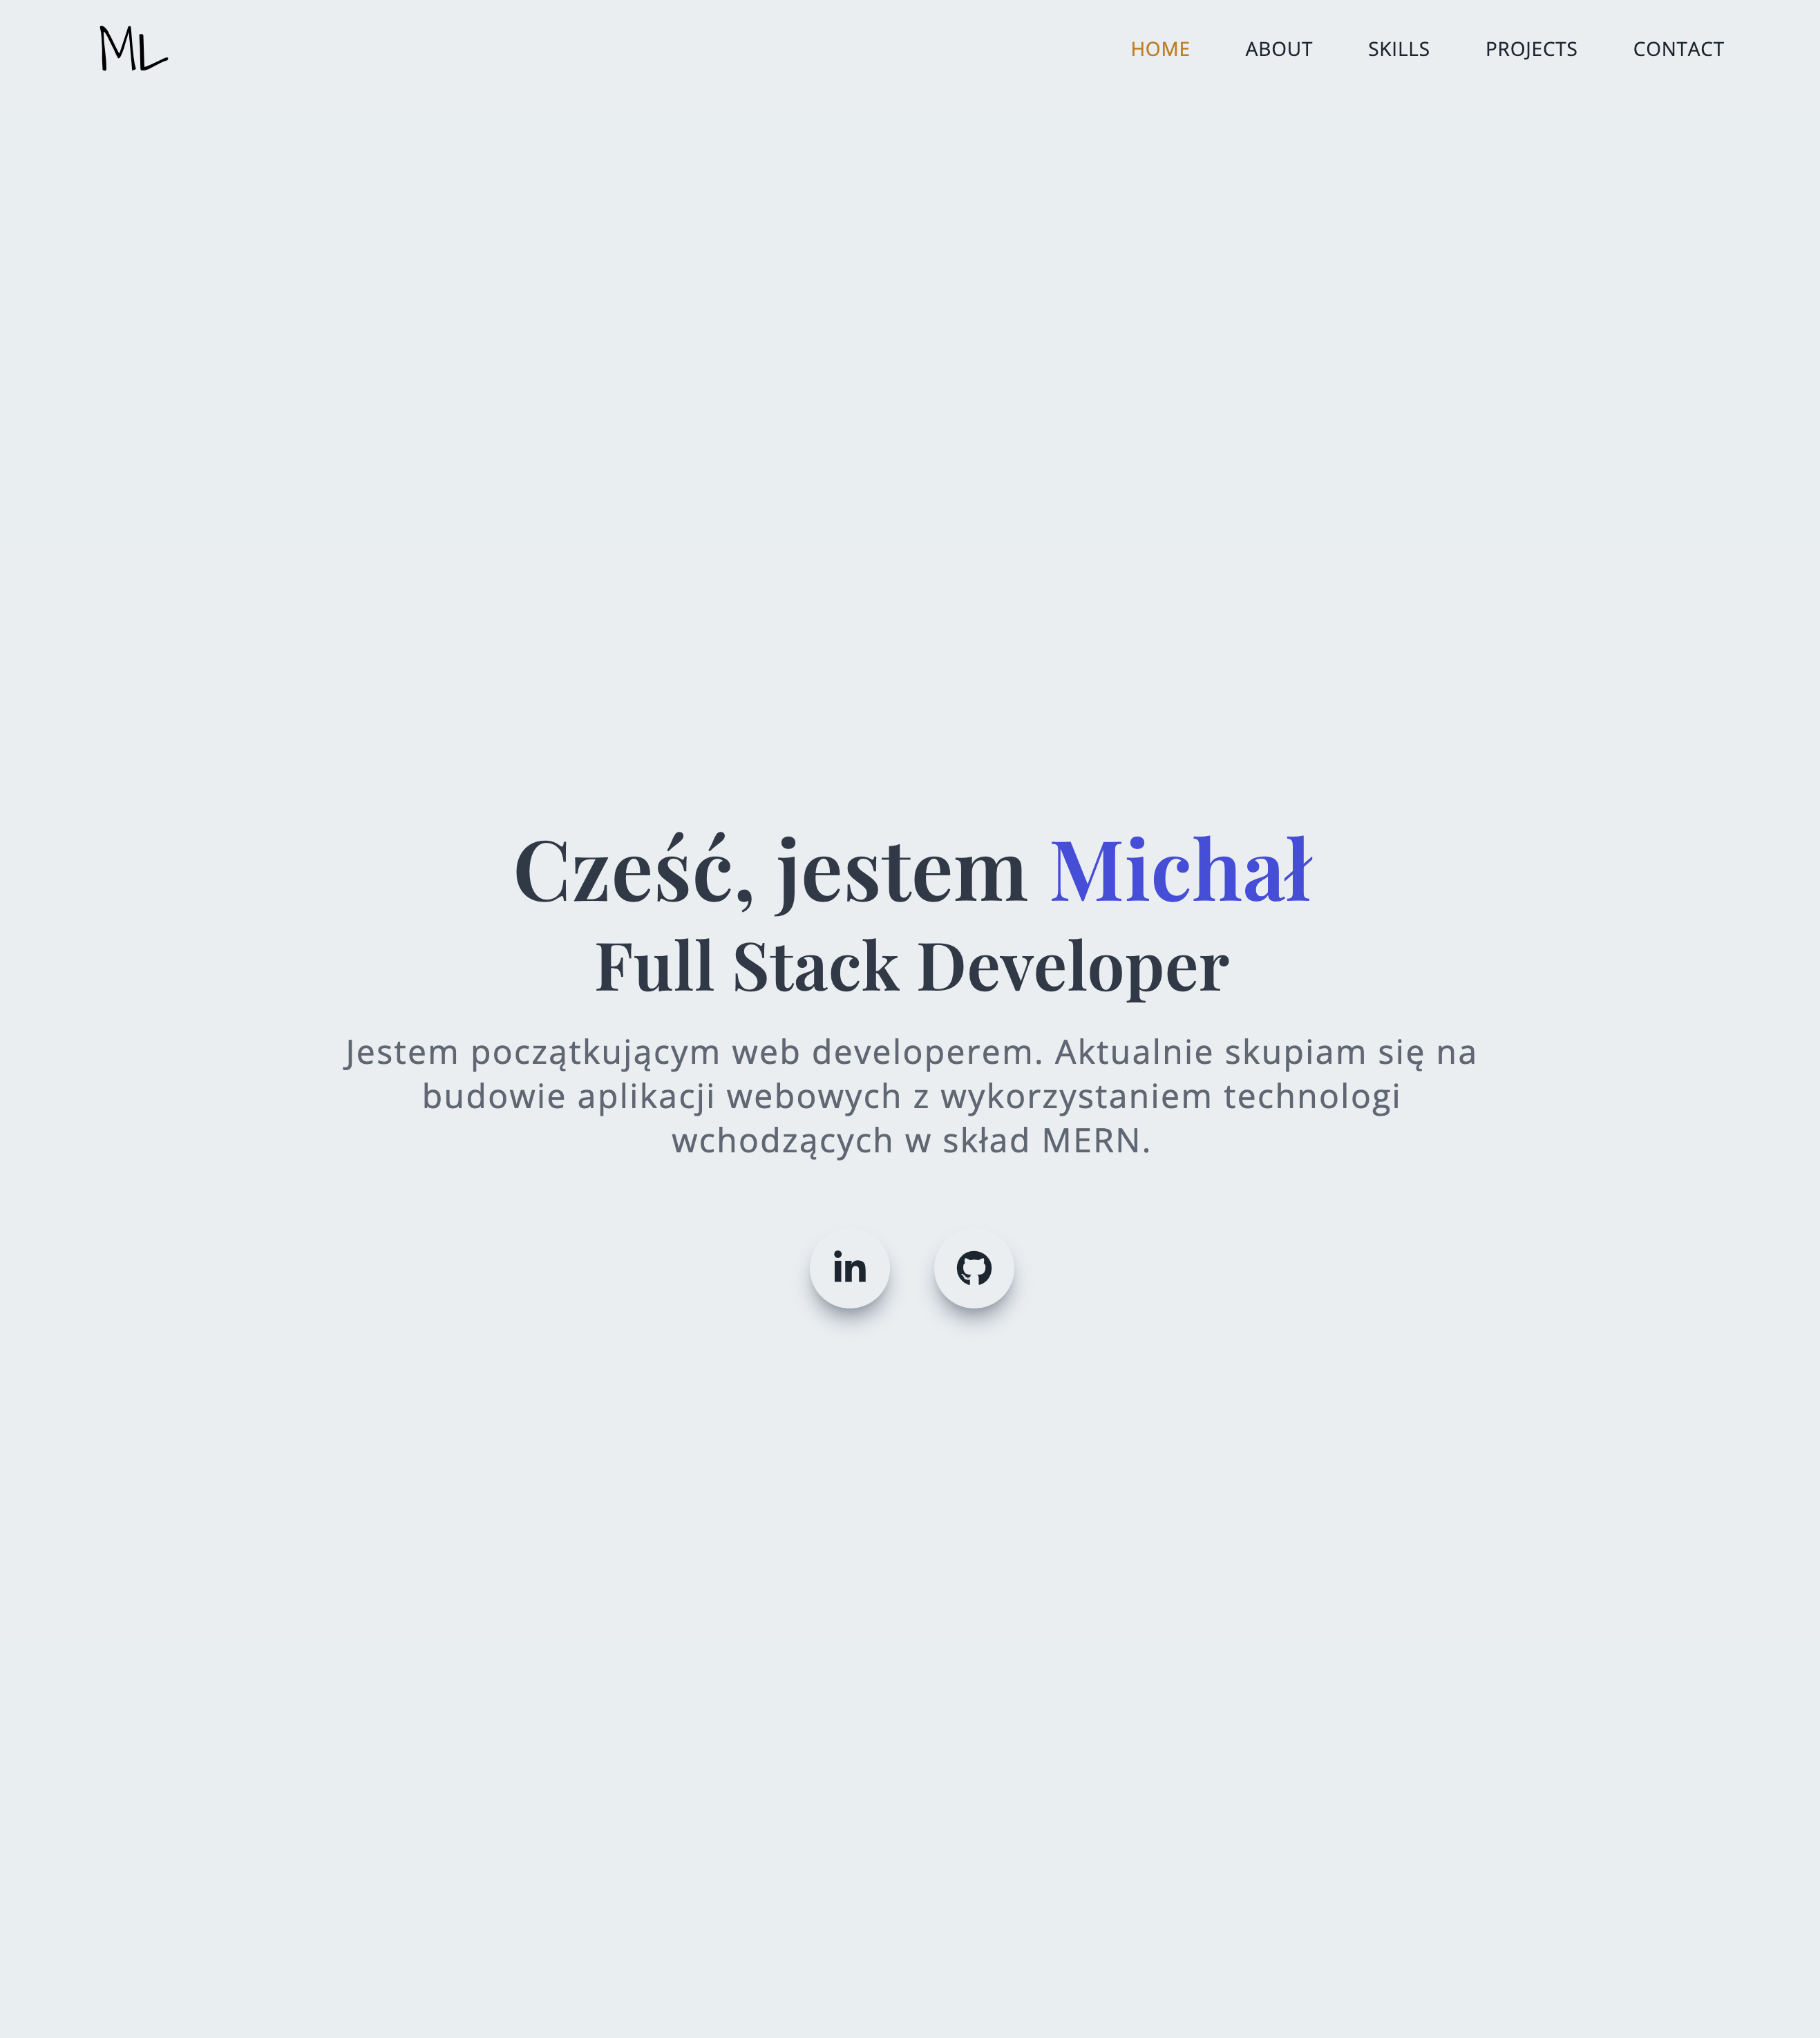 ML
HOME ABOUT SKILLS PROJECTS CONTACT
Cześć, jestem Michał
Full Stack Developer
Jestem początkującym web developerem. Aktualnie skupiam się na
budowie aplikacji webowych z wykorzystaniem technologi
wchodzących w skład MERN.
in